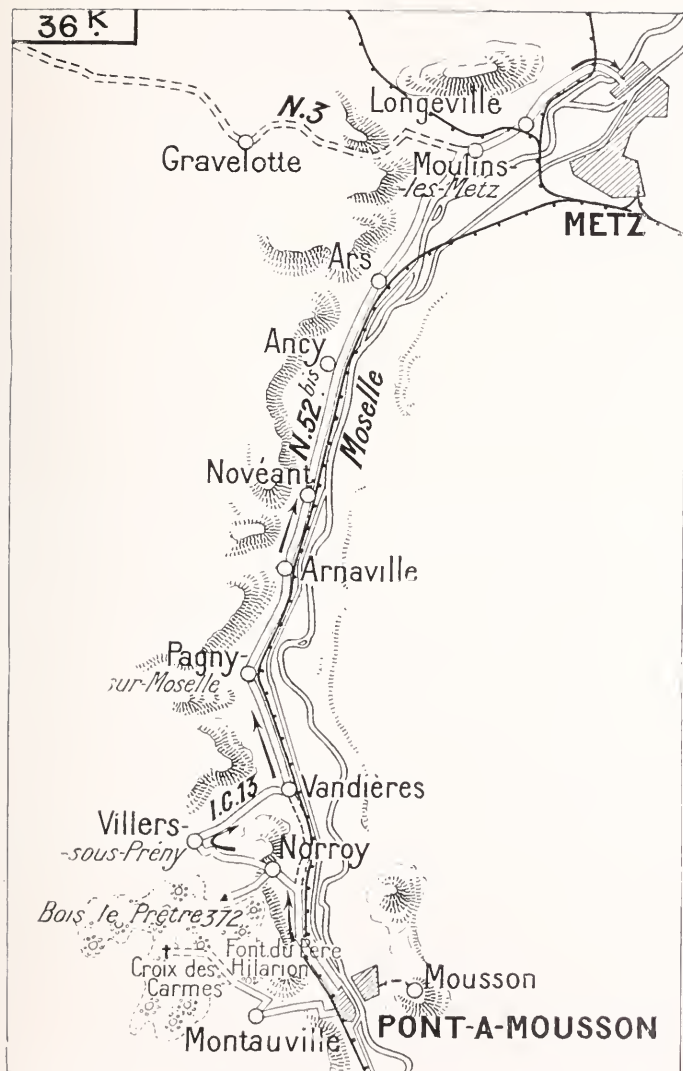 36 K
Longeville
N.3
Gravelotte
Moulins-
-les-Metz
METZ
Ars
Ancy
N.52 bis
Moselle
Novéant
Arnaville
Pagny-
sur-Moselle
I.C.13
Vandières
Villers-
-sous-Prény
Norroy
Bois le Prêtre 372
Font. du Père
Hilarion
Croix des
Carmes
Mousson
PONT-A-MOUSSON
Montauville